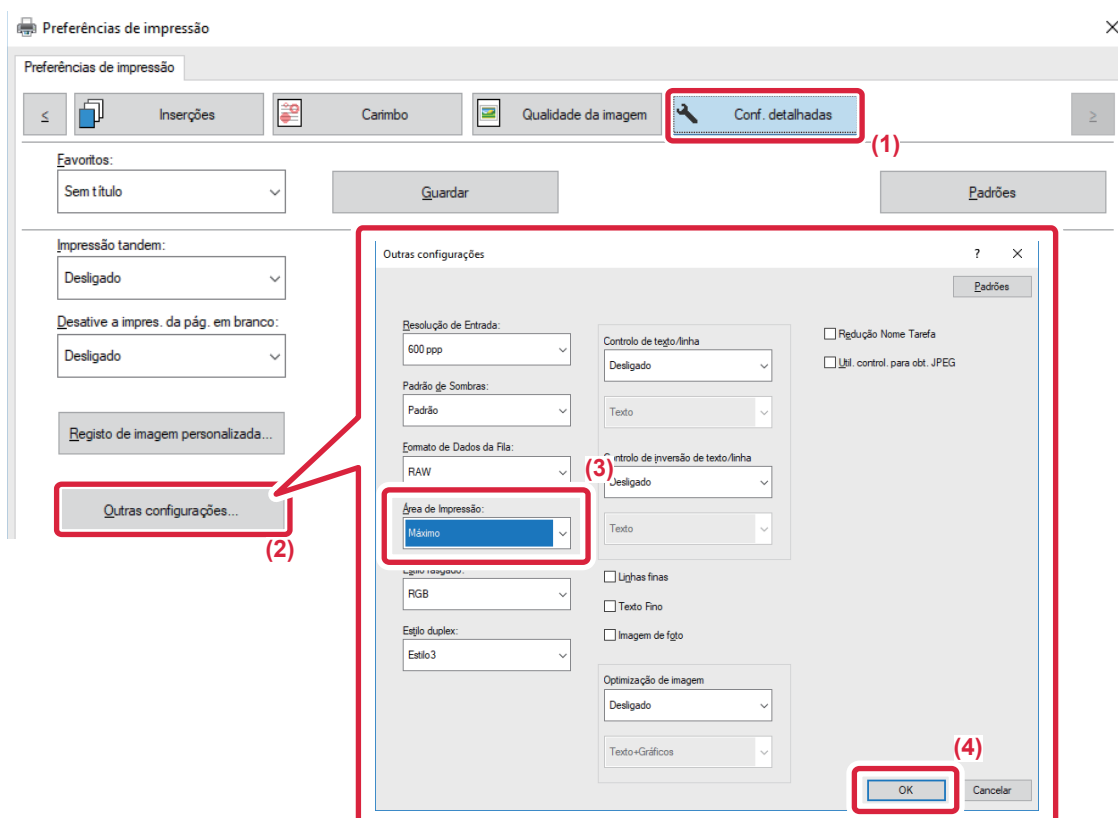 Preferências de impressão
Preferências de impressão
≤
Inserções
Carimbo
Qualidade da imagem
Conf. detalhadas
≥
(1)
Favoritos:
Sem título
Guardar
Padrões
Impressão tandem:
Desligado
Desative a impres. da pág. em branco:
Desligado
Registo de imagem personalizada...
Outras configurações...
(2)
Outras configurações
?
Padrões
Resolução de Entrada:
600 ppp
Padrão de Sombras:
Padrão
Formato de Dados da Fila:
RAW
(3)
Área de Impressão:
Máximo
Estilo rasgado:
RGB
Estilo duplex:
Estilo3
Controlo de texto/linha
Desligado
Texto
Controlo de inversão de texto/linha
Desligado
Texto
Linhas finas
Texto Fino
Imagem de foto
Optimização de imagem
Desligado
Texto+Gráficos
Redução Nome Tarefa
Util. control. para obt. JPEG
(4)
OK
Cancelar